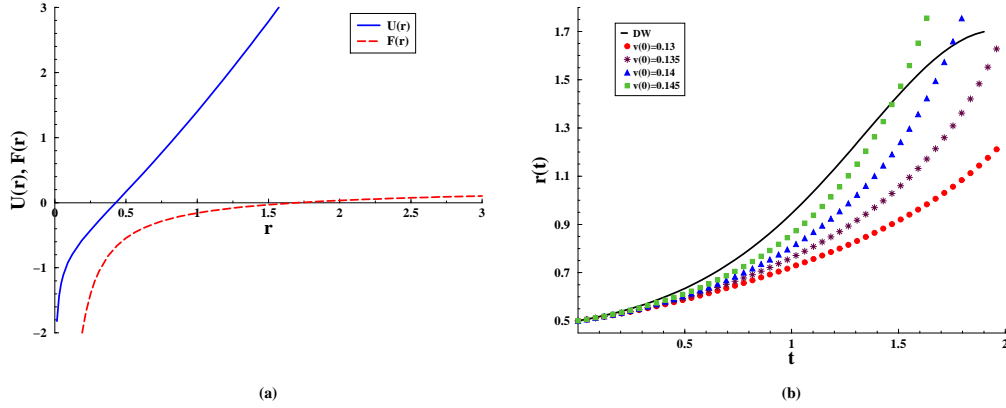 U(r)
F(r)
3
2
1
0
−1
−2
0
0.5
1
1.5
2
2.5
3
r
U(r), F(r)
(a)
DW
v(0)=0.13
v(0)=0.135
v(0)=0.14
v(0)=0.145
1.7
1.5
1.3
1.1
0.9
0.7
0.5
0.5
1
1.5
2
t
r(t)
(b)